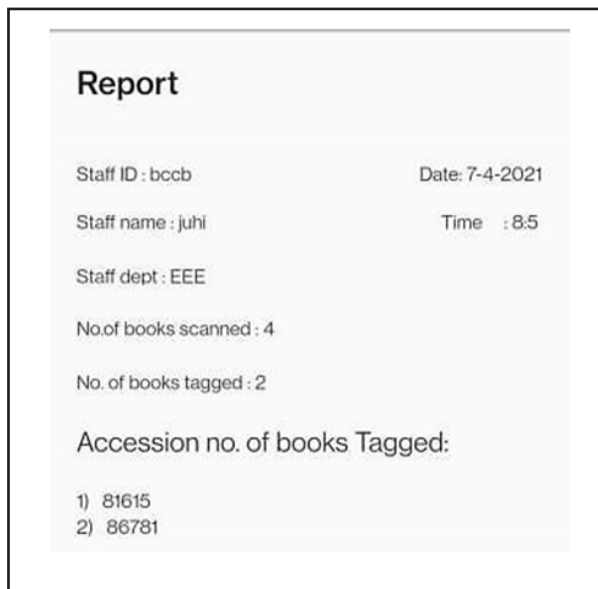 Report
Staff ID : bccb Date: 7-4-2021
Staff name : juhi Time : 8:5
Staff dept : EEE
No.of books scanned : 4
No. of books tagged : 2
Accession no. of books Tagged:
1) 81615
2) 86781